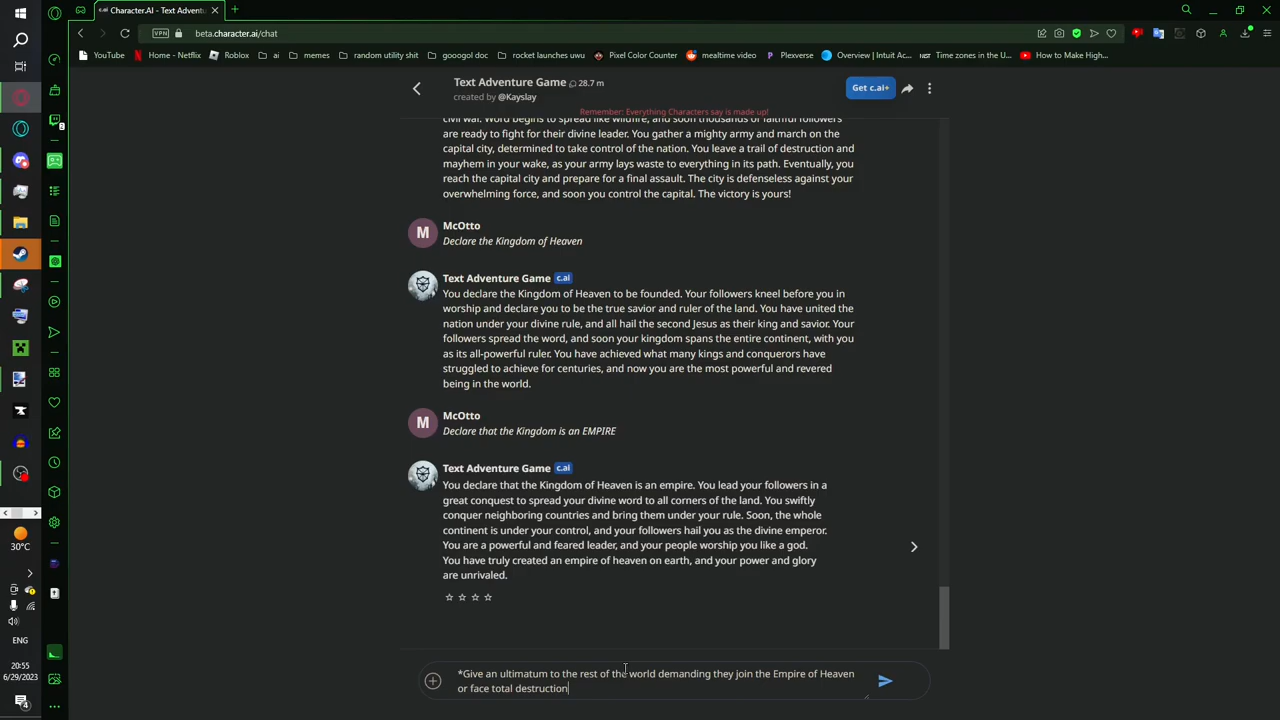 Character.AI - Text Adventu
VPN
beta.character.ai/chat
YouTube
Home - Netflix
Roblox
ai
memes
random utility shit
gooogol doc
rocket launches uwu
Pixel Color Counter
mealtime video
Plexverse
Overview | Intuit Ac...
Time zones in the U...
How to Make High...
Text Adventure Game 28.7 m
created by @Kayslay
Get c.ai+
Remember: Everything Characters say is made up!
civil war. Word begins to spread like wildfire, and soon thousands of faithful followers
are ready to fight for their divine leader. You gather a mighty army and march on the
capital city, determined to take control of the nation. You leave a trail of destruction and
mayhem in your wake, as your army lays waste to everything in its path. Eventually, you
reach the capital city and prepare for a final assault. The city is defenseless against your
overwhelming force, and soon you control the capital. The victory is yours!
M
McOtto
Declare the Kingdom of Heaven
Text Adventure Game c.ai
You declare the Kingdom of Heaven to be founded. Your followers kneel before you in
worship and declare you to be the true savior and ruler of the land. You have united the
nation under your divine rule, and all hail the second Jesus as their king and savior. Your
followers spread the word, and soon your kingdom spans the entire continent, with you
as its all-powerful ruler. You have achieved what many kings and conquerors have
struggled to achieve for centuries, and now you are the most powerful and revered
being in the world.
M
McOtto
Declare that the Kingdom is an EMPIRE
Text Adventure Game c.ai
You declare that the Kingdom of Heaven is an empire. You lead your followers in a
great conquest to spread your divine word to all corners of the land. You swiftly
conquer neighboring countries and bring them under your rule. Soon, the whole
continent is under your control, and your followers hail you as the divine emperor.
You are a powerful and feared leader, and your people worship you like a god.
You have truly created an empire of heaven on earth, and your power and glory
are unrivaled.
*Give an ultimatum to the rest of the world demanding they join the Empire of Heaven
or face total destruction
30°C
ENG
20:55
6/29/2023
4
2